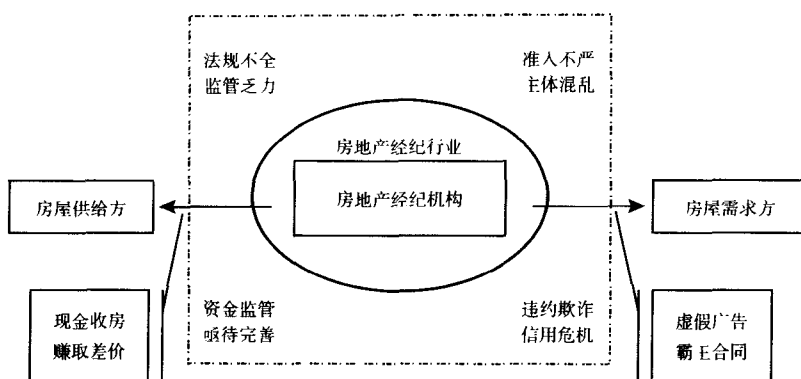 法规不全
监管乏力
准入不严
主体混乱
房地产经纪行业
房地产经纪机构
房屋供给方
房屋需求方
资金监管
亟待完善
违约欺诈
信用危机
现金收房
赚取差价
虚假广告
霸王合同